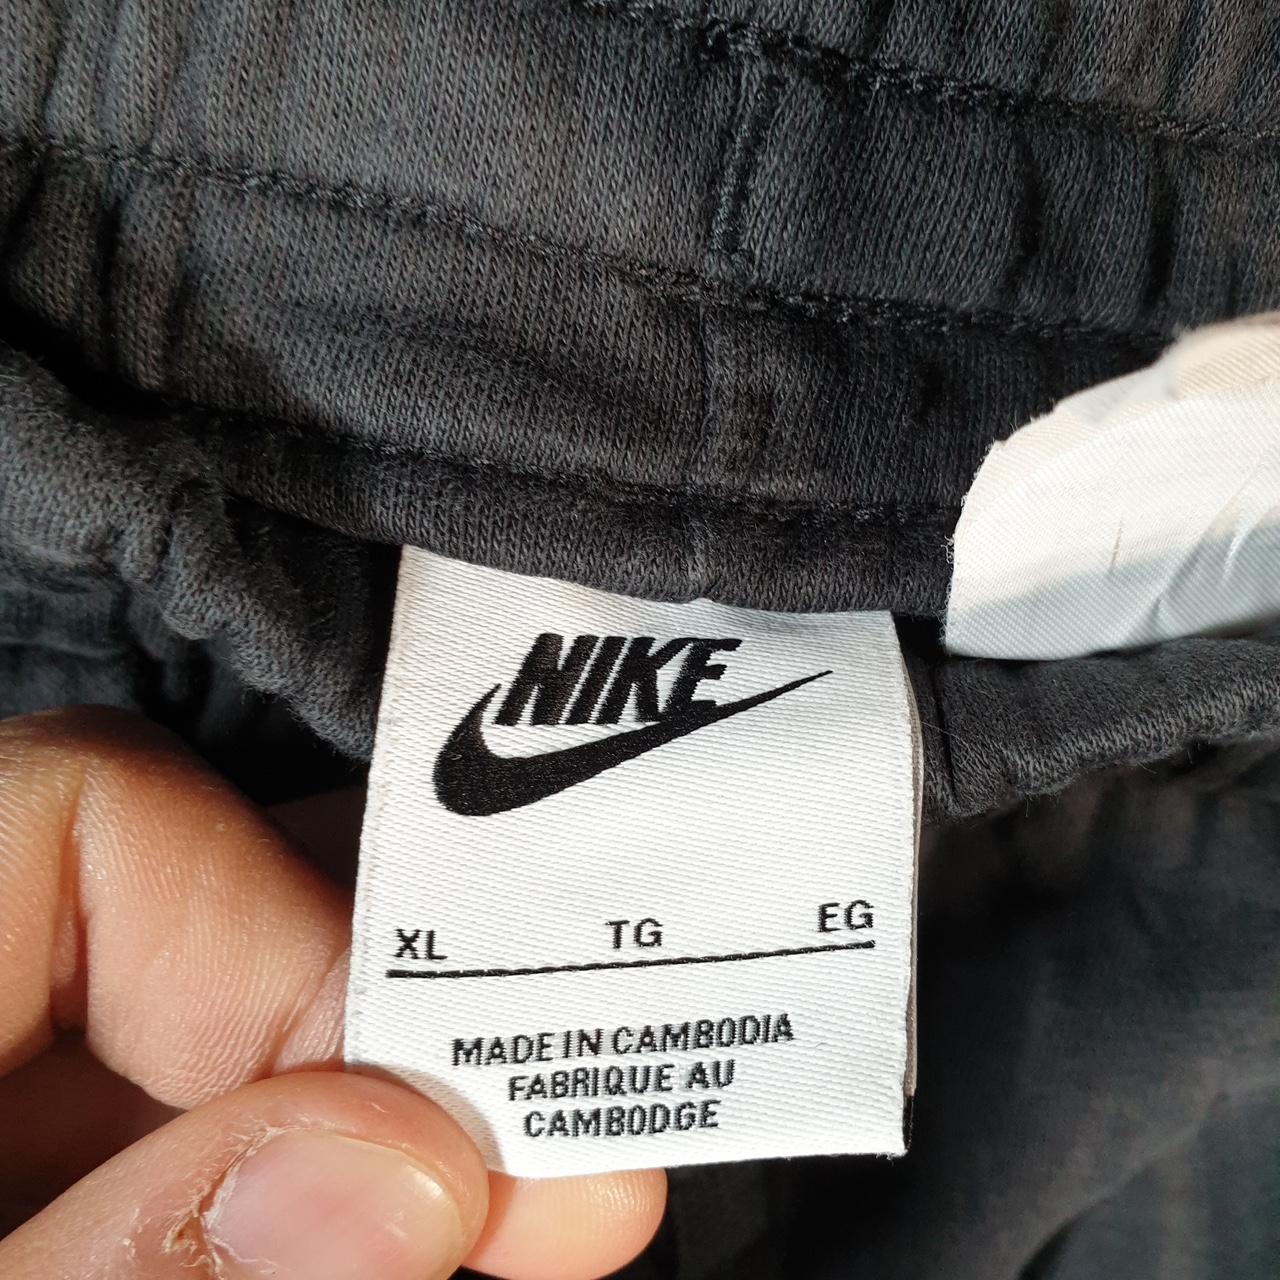 NIKE
XL TG EG
MADE IN CAMBODIA
FABRIQUE AU
CAMBODGE